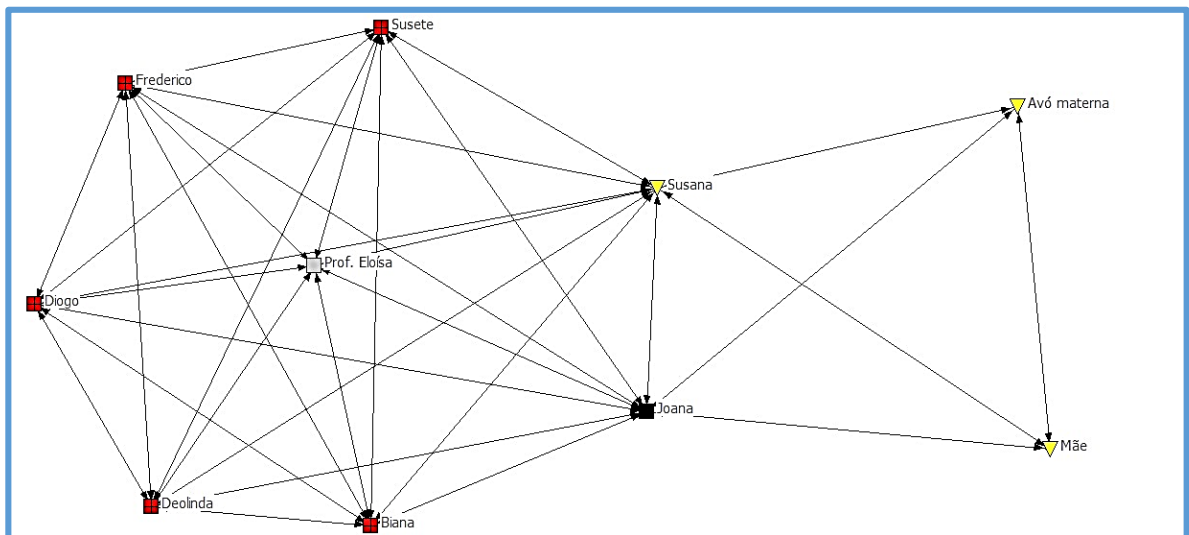 Susete
Frederico
Avó materna
Susana
Prof. Eloísa
Diogo
Joana
Mãe
Deolinda
Biana